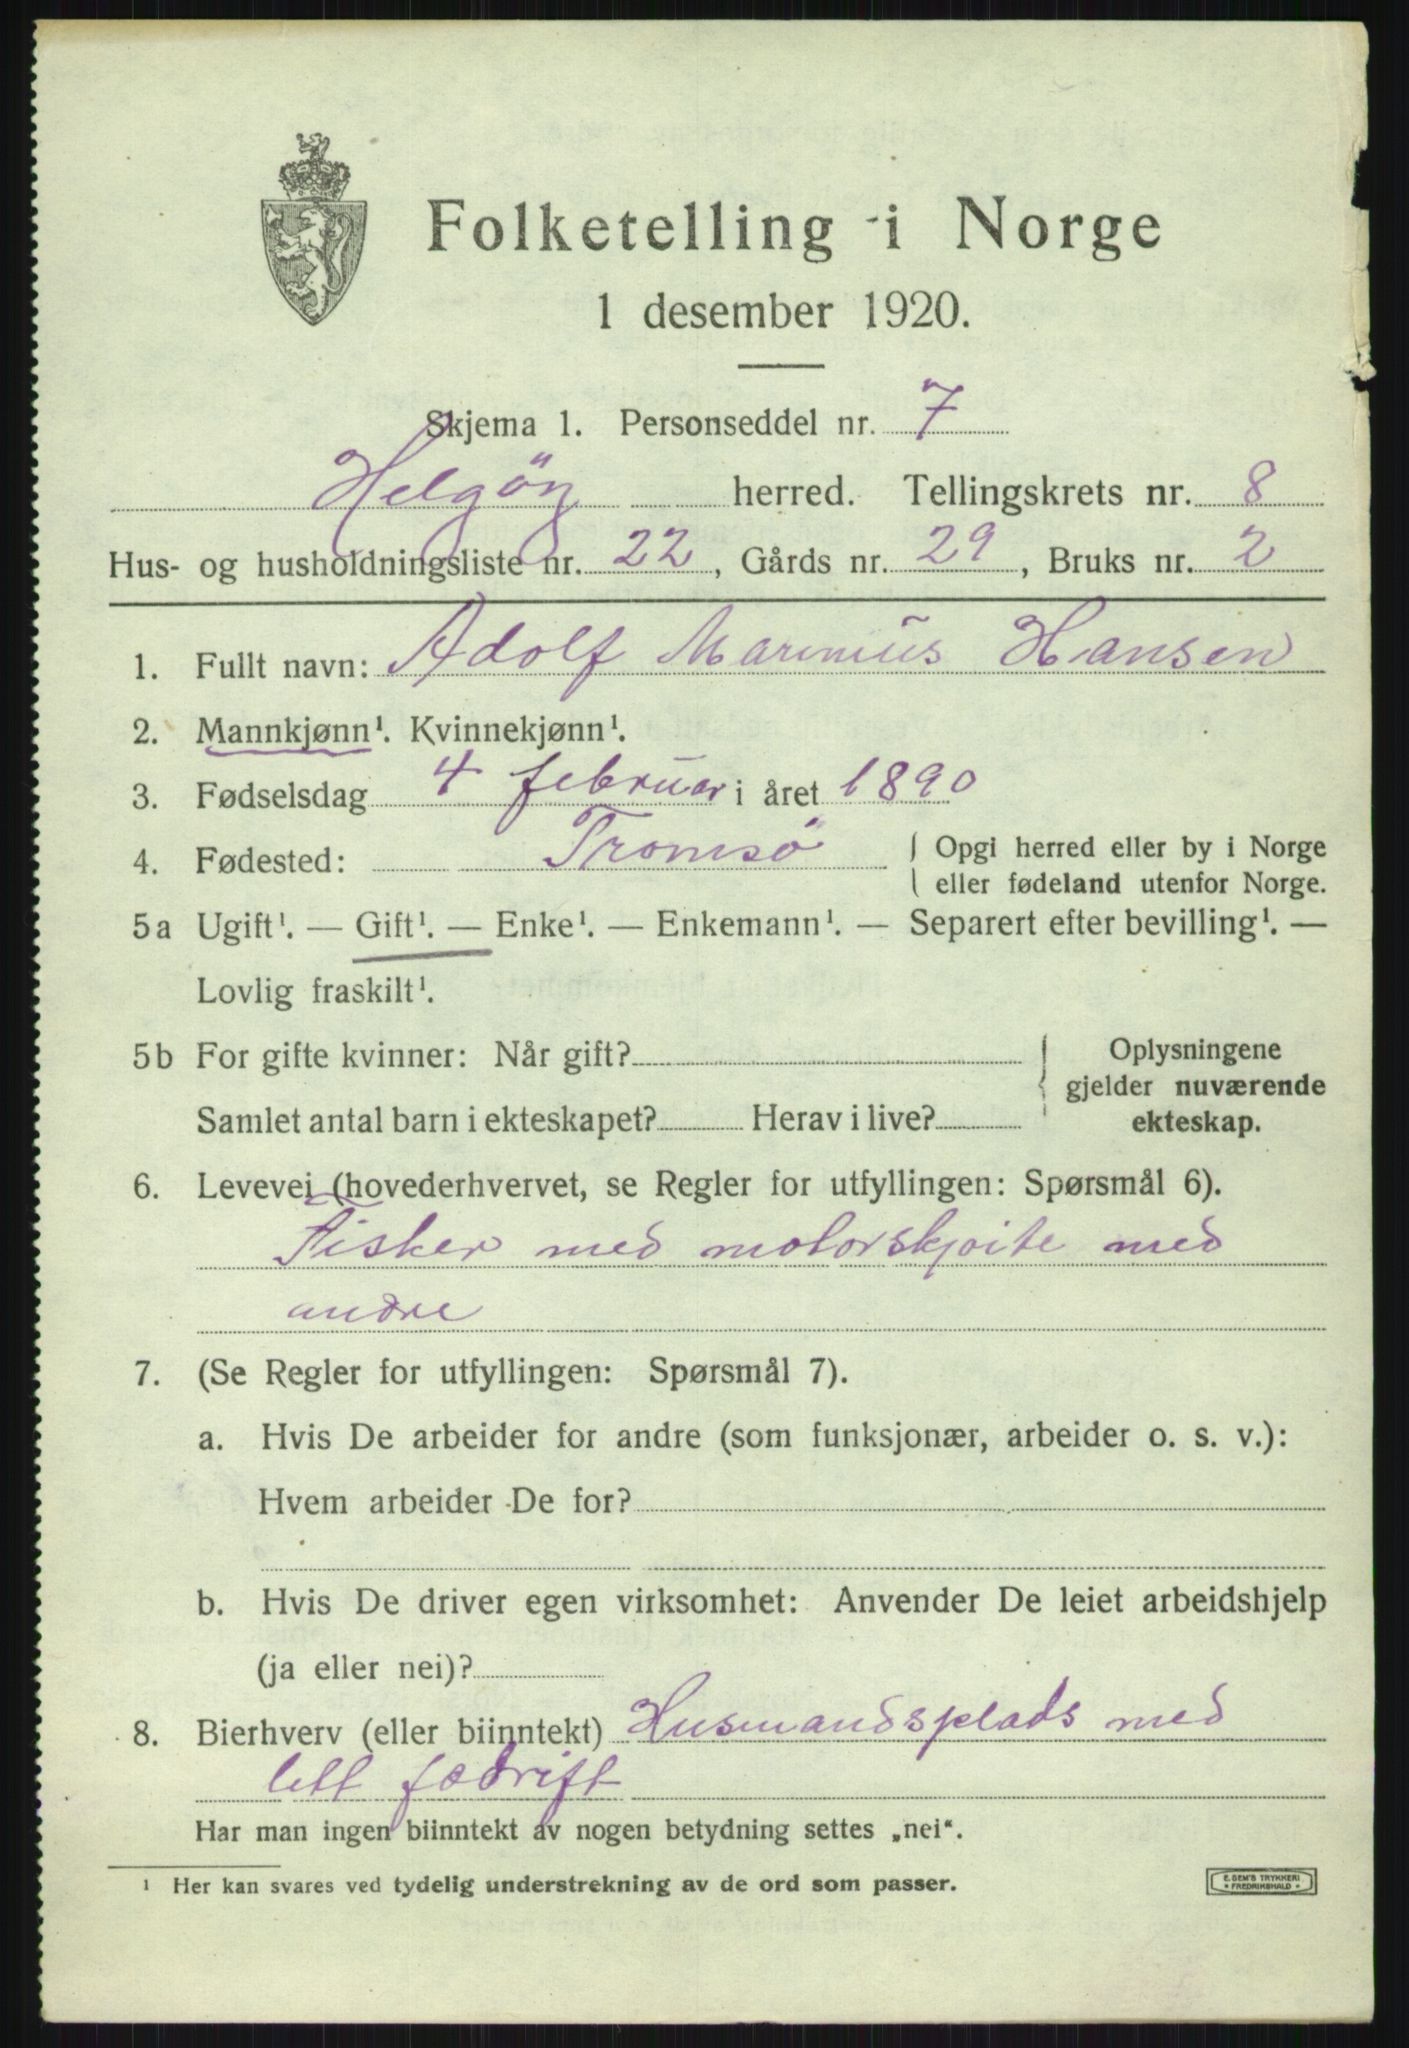 Folketelling i Norge
1 desember 1920.
Skjema 1. Personseddel nr. 7
Helgöy herred. Tellingskrets nr. 8
Hus- og husholdningsliste nr. 22, Gårds nr. 29, Bruks nr. 2
1. Fullt navn: Adolf Marinius Hansen
2. Mannkjønn¹. Kvinnekjønn¹.
3. Fødselsdag 4 februar i året 1890
4. Fødested: Tromsö { Opgi herred eller by i Norge
eller fødeland utenfor Norge.
5a Ugift¹. — Gift¹. — Enke¹. — Enkemann¹. — Separert efter bevilling¹. —
Lovlig fraskilt¹.
5b For gifte kvinner: Når gift? { Oplysningene
gjelder nuværende
Samlet antal barn i ekteskapet? Herav i live? ekteskap.
6. Levevei (hovederhvervet, se Regler for utfyllingen: Spørsmål 6).
Fisker med motorskjoite med
andre
7. (Se Regler for utfyllingen: Spørsmål 7).
a. Hvis De arbeider for andre (som funksjonær, arbeider o. s. v.):
Hvem arbeider De for?
b. Hvis De driver egen virksomhet: Anvender De leiet arbeidshjelp
(ja eller nei)?
8. Bierhverv (eller biinntekt) Husmandsplads med
litt fædrift
Har man ingen biinntekt av nogen betydning settes „nei“.
¹ Her kan svares ved tydelig understrekning av de ord som passer.
E. SEM'S TRYKKERI
* FREDRIKSHALD *